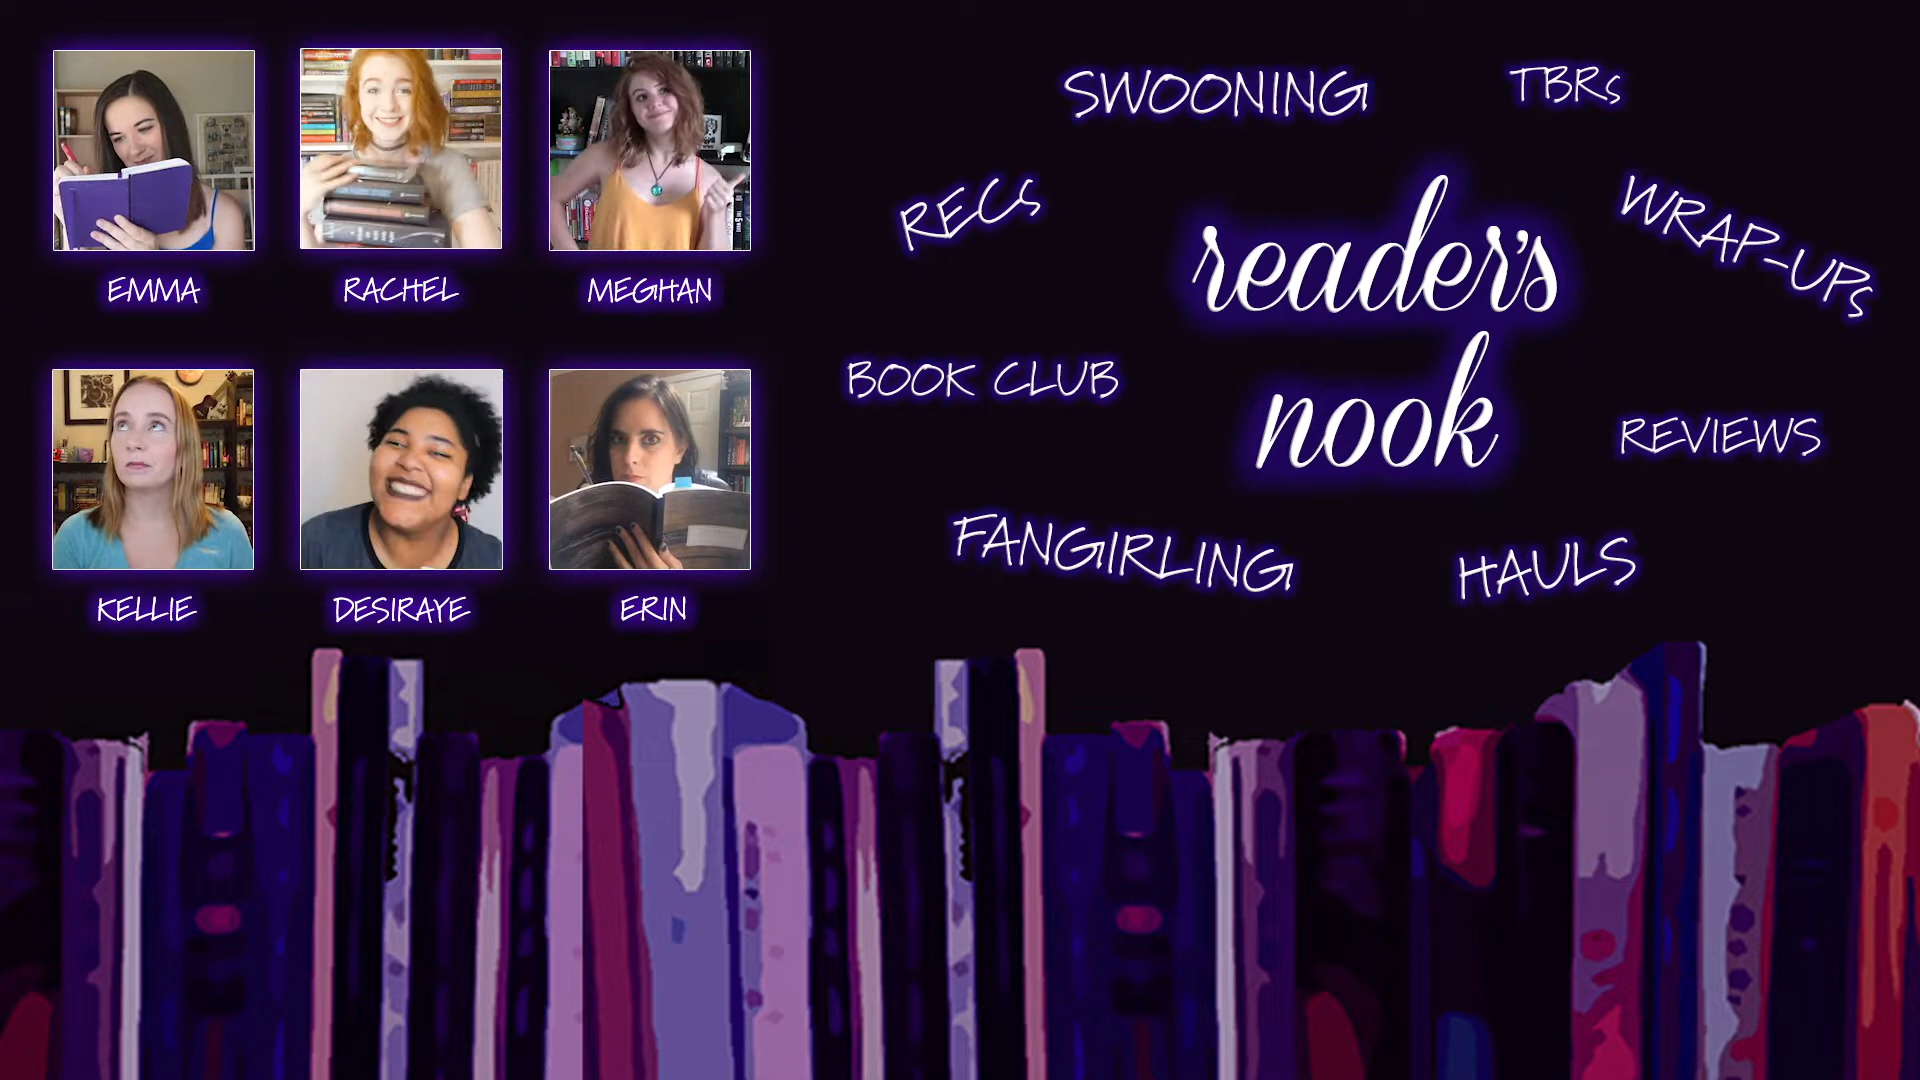 EMMA
RACHEL
MEGHAN
KELLIE
DESIRAYE
ERIN
SWOONING
TBRs
RECs
WRAP-UPs
reader's
nook
BOOK CLUB
REVIEWS
FANGIRLING
HAULS